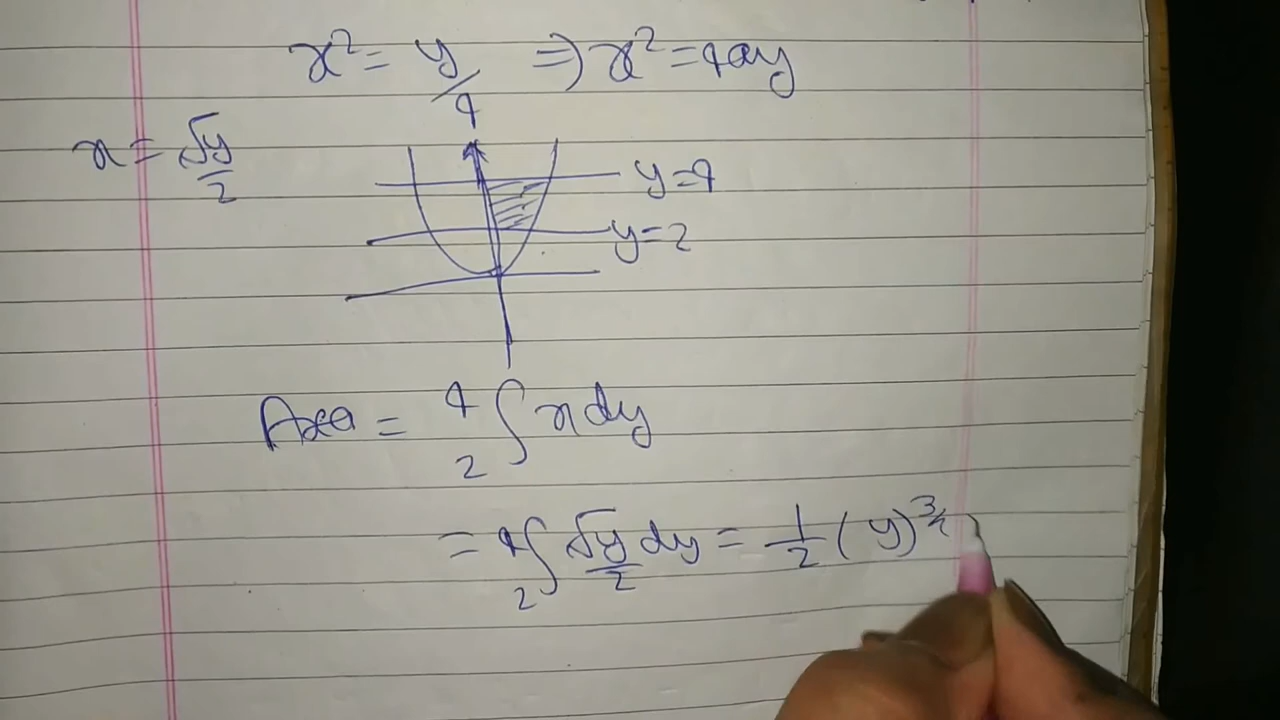 x² = y/4 ⇒ x² = 4ay
x = √y/2
y=4
y=2
Area = ₂⁴∫ x dy
= ₂⁴∫ √y/2 dy = 1/2 (y)^3/2